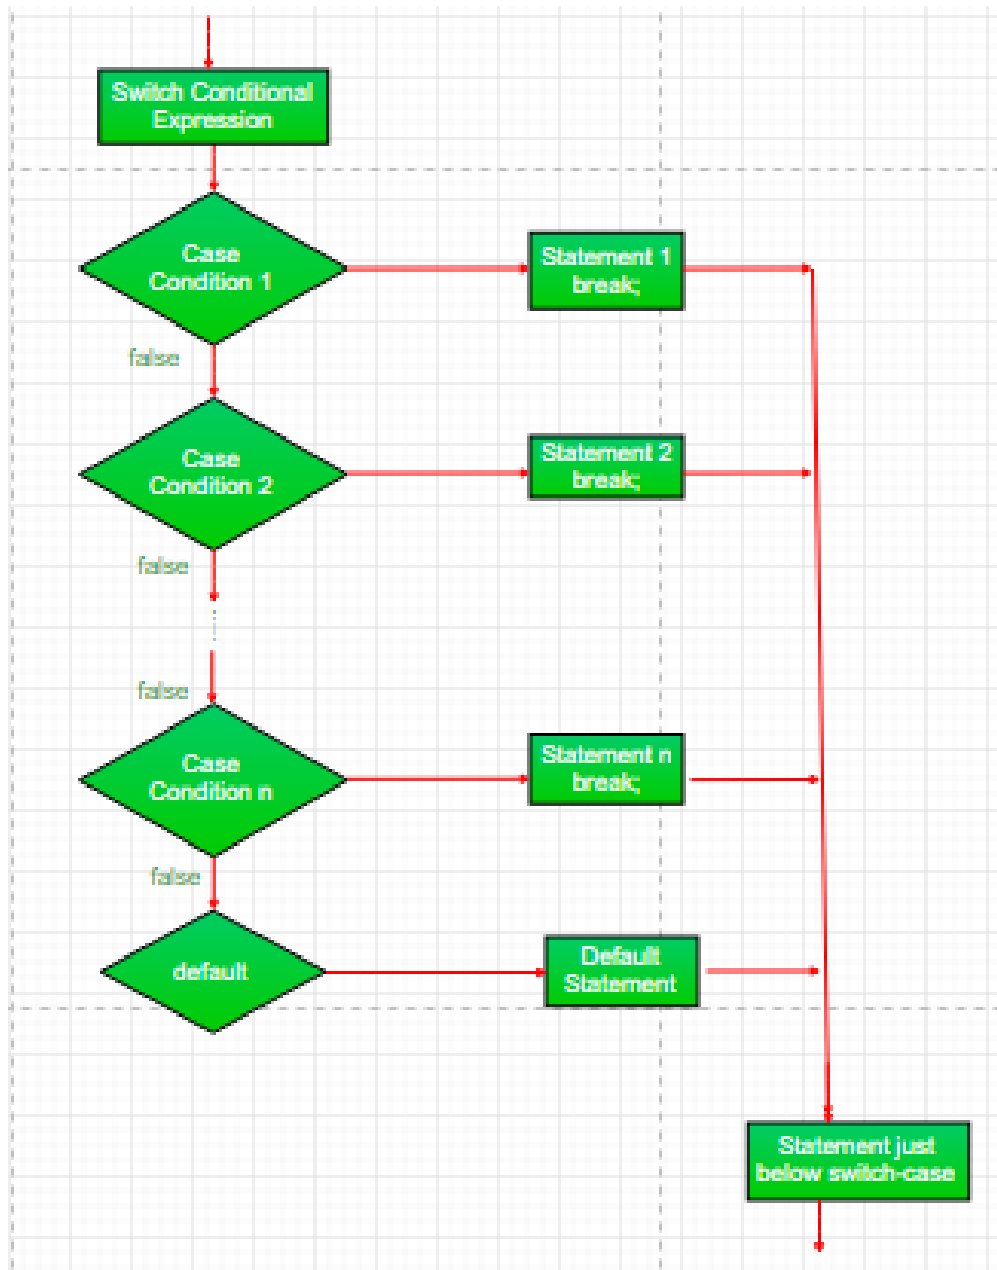 Switch Conditional
Expression
Case
Condition 1
Statement 1
break;
false
Case
Condition 2
Statement 2
break;
false
false
Case
Condition n
Statement n
break;
false
default
Default
Statement
Statement just
below switch-case